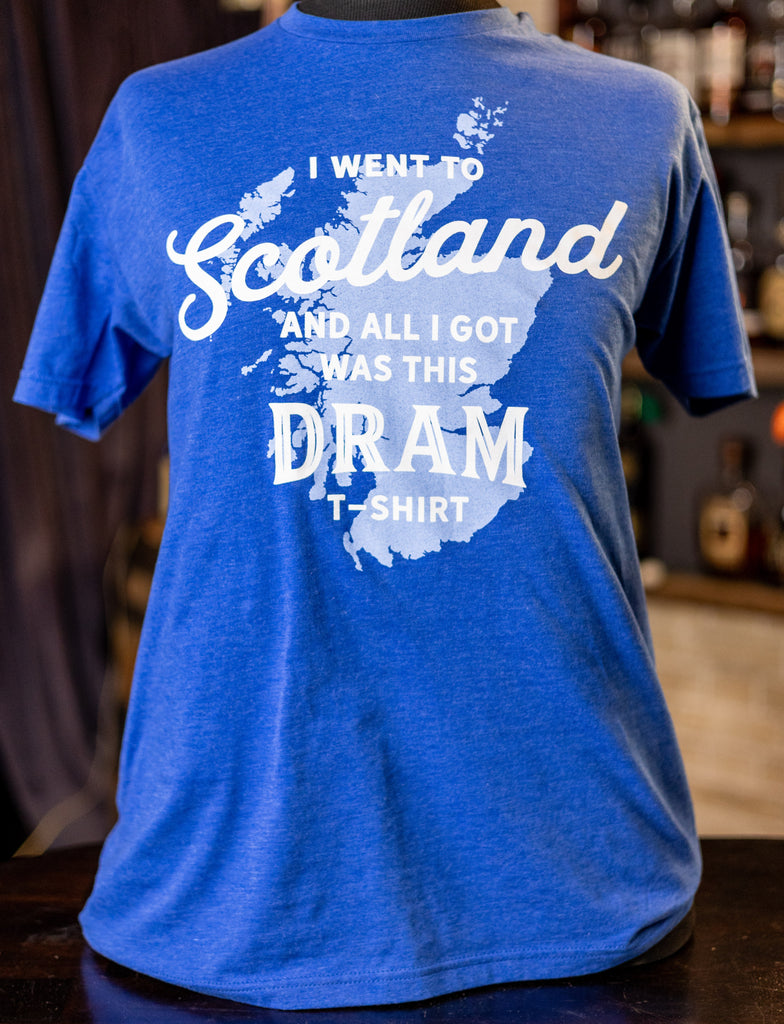 I WENT TO
Scotland
AND ALL I GOT
WAS THIS
DRAM
T-SHIRT